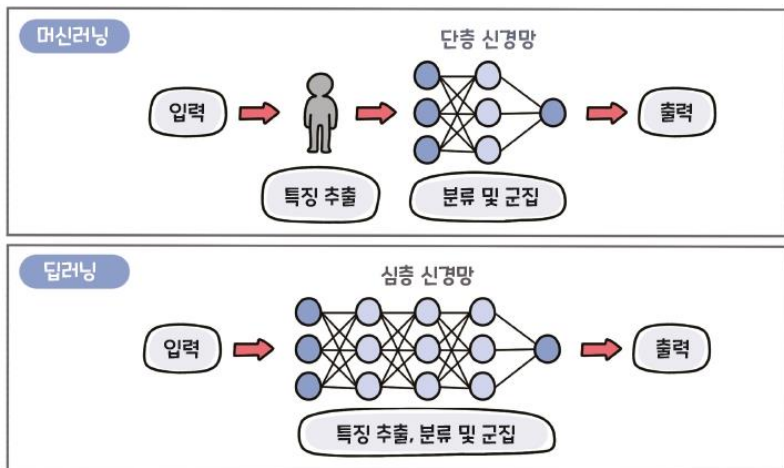 머신러닝
단층 신경망
입력
출력
특징 추출
분류 및 군집
딥러닝
심층 신경망
입력
출력
특징 추출, 분류 및 군집